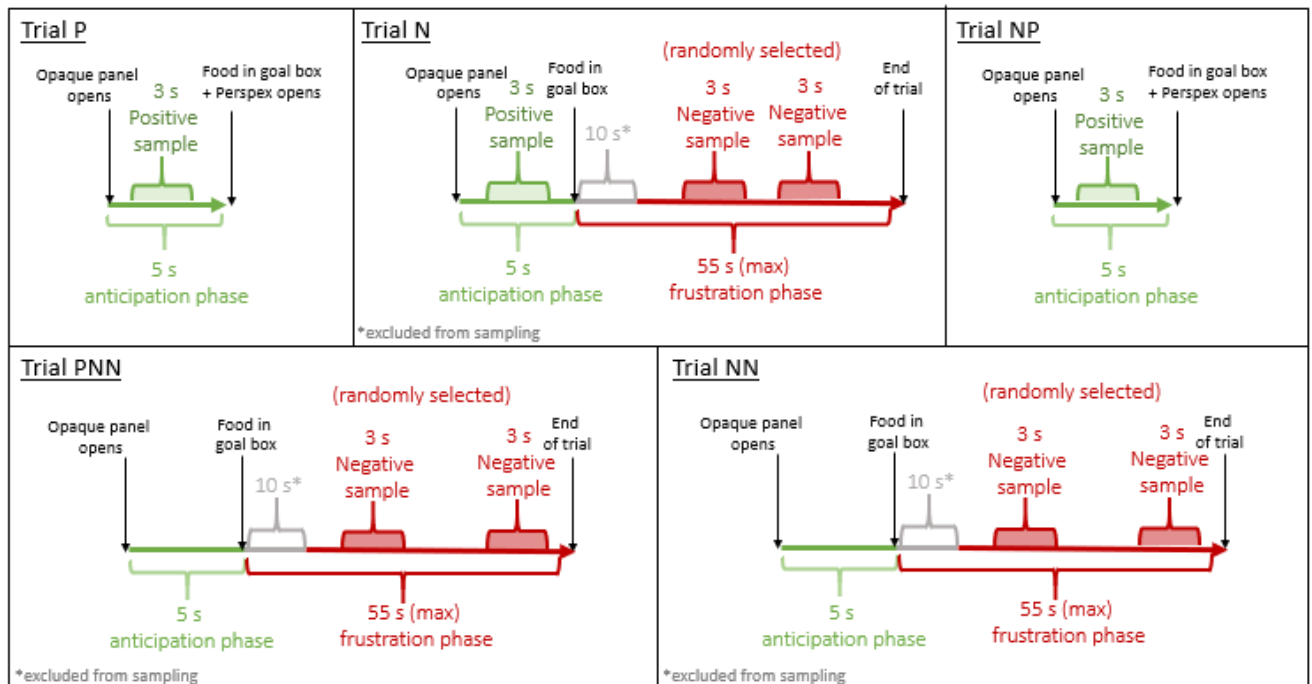 Trial P
Opaque panel
opens
3 s
Positive
sample
Food in goal box
+ Perspex opens
5 s
anticipation phase
Trial N
(randomly selected)
Opaque panel
opens
3 s
Positive
sample
Food in
goal box
10 s*
3 s
Negative
sample
3 s
Negative
sample
End
of trial
5 s
anticipation phase
55 s (max)
frustration phase
*excluded from sampling
Trial NP
Opaque panel
opens
3 s
Positive
sample
Food in goal box
+ Perspex opens
5 s
anticipation phase
Trial PNN
(randomly selected)
Opaque panel
opens
Food in
goal box
10 s*
3 s
Negative
sample
3 s
Negative
sample
End
of trial
5 s
anticipation phase
55 s (max)
frustration phase
*excluded from sampling
Trial NN
(randomly selected)
Opaque panel
opens
Food in
goal box
10 s*
3 s
Negative
sample
3 s
Negative
sample
End
of trial
5 s
anticipation phase
55 s (max)
frustration phase
*excluded from sampling